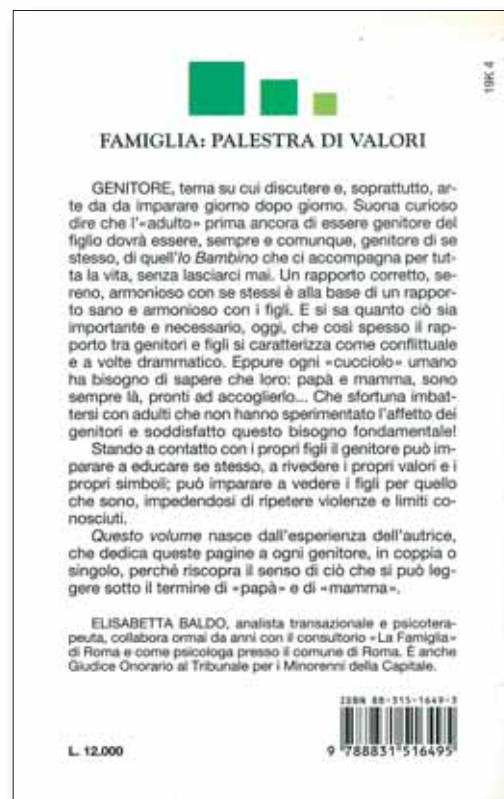 19K 4
FAMIGLIA: PALESTRA DI VALORI
GENITORE, tema su cui discutere e, soprattutto, ar-
te da da imparare giorno dopo giorno. Suona curioso
dire che l'«adulto» prima ancora di essere genitore del
figlio dovrà essere, sempre e comunque, genitore di se
stesso, di quell'Io Bambino che ci accompagna per tut-
ta la vita, senza lasciarci mai. Un rapporto corretto, se-
reno, armonioso con se stessi è alla base di un rappor-
to sano e armonioso con i figli. E si sa quanto ciò sia
importante e necessario, oggi, che così spesso il rap-
porto tra genitori e figli si caratterizza come conflittuale
e a volte drammatico. Eppure ogni «cucciolo» umano
ha bisogno di sapere che loro: papà e mamma, sono
sempre là, pronti ad accoglierlo... Che sfortuna imbat-
tersi con adulti che non hanno sperimentato l'affetto dei
genitori e soddisfatto questo bisogno fondamentale!
Stando a contatto con i propri figli il genitore può im-
parare a educare se stesso, a rivedere i propri valori e i
propri simboli; può imparare a vedere i figli per quello
che sono, impedendosi di ripetere violenze e limiti co-
nosciuti.
Questo volume nasce dall'esperienza dell'autrice,
che dedica queste pagine a ogni genitore, in coppia o
singolo, perché riscopra il senso di ciò che si può leg-
gere sotto il termine di «papà» e di «mamma».
ELISABETTA BALDO, analista transazionale e psicotera-
peuta, collabora ormai da anni con il consultorio «La Famiglia»
di Roma e come psicologa presso il comune di Roma. È anche
Giudice Onorario al Tribunale per i Minorenni della Capitale.
ISBN 88-315-1649-3
L. 12.000
9 788831 516495